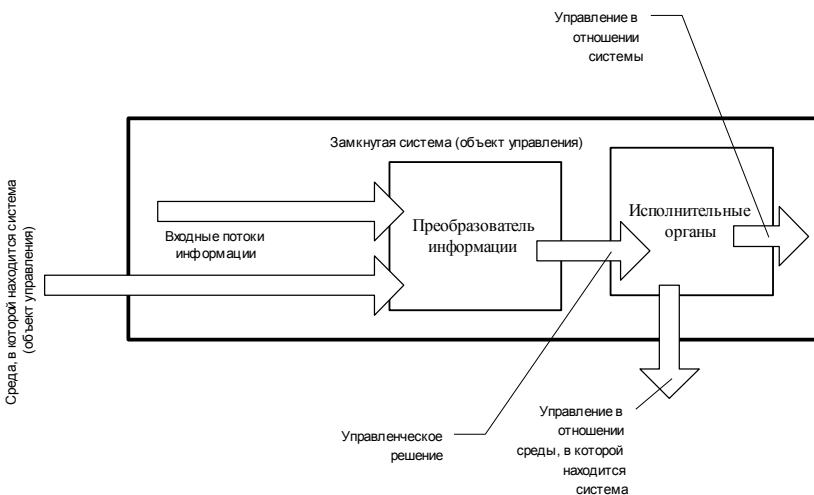 Управление в
отношении
системы
Замкнутая система (объект управления)
Среда, в которой находится система
(объект управления)
Входные потоки
информации
Преобразователь
информации
Исполнительные
органы
Управленческое
решение
Управление в
отношении
среды, в которой
находится
система